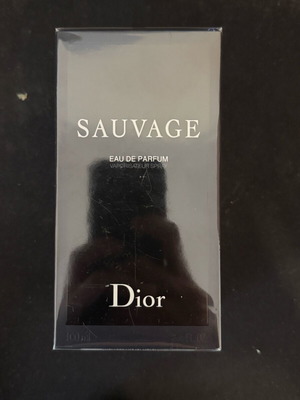 SAUVAGE
EAU DE PARFUM
VAPORISATEUR SPRAY
Dior